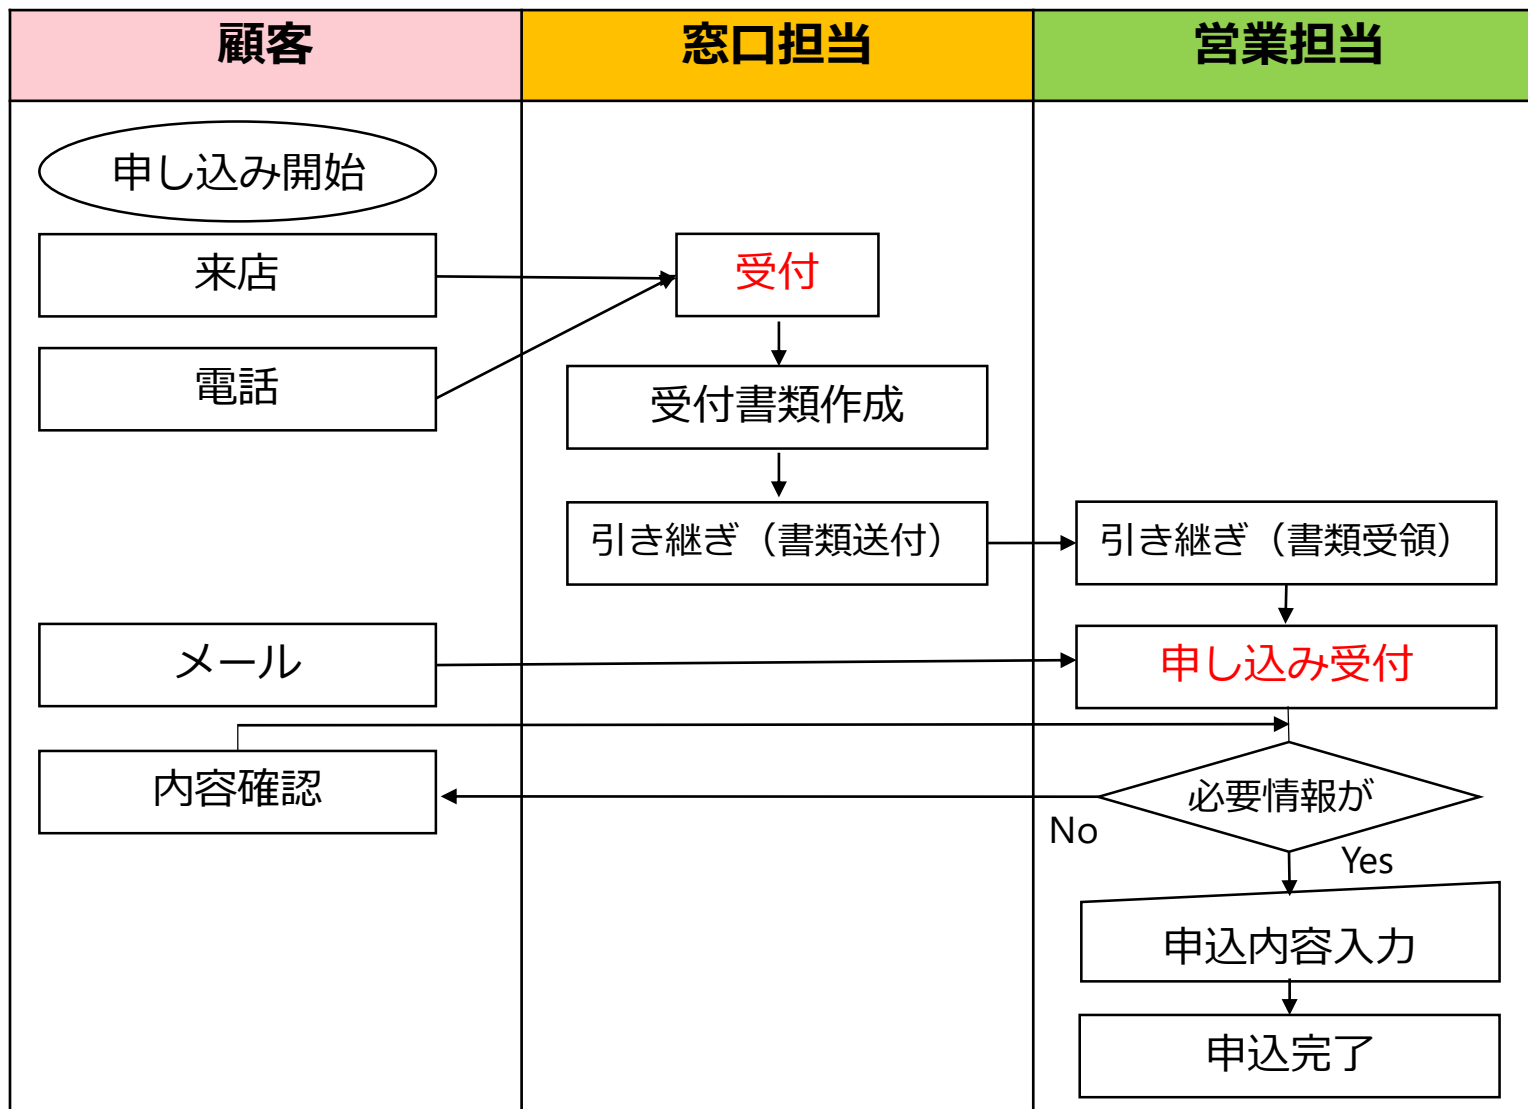 顧客
窓口担当
営業担当
申し込み開始
来店
受付
電話
受付書類作成
引き継ぎ（書類送付）
引き継ぎ（書類受領）
メール
申し込み受付
内容確認
必要情報が
No
Yes
申込内容入力
申込完了